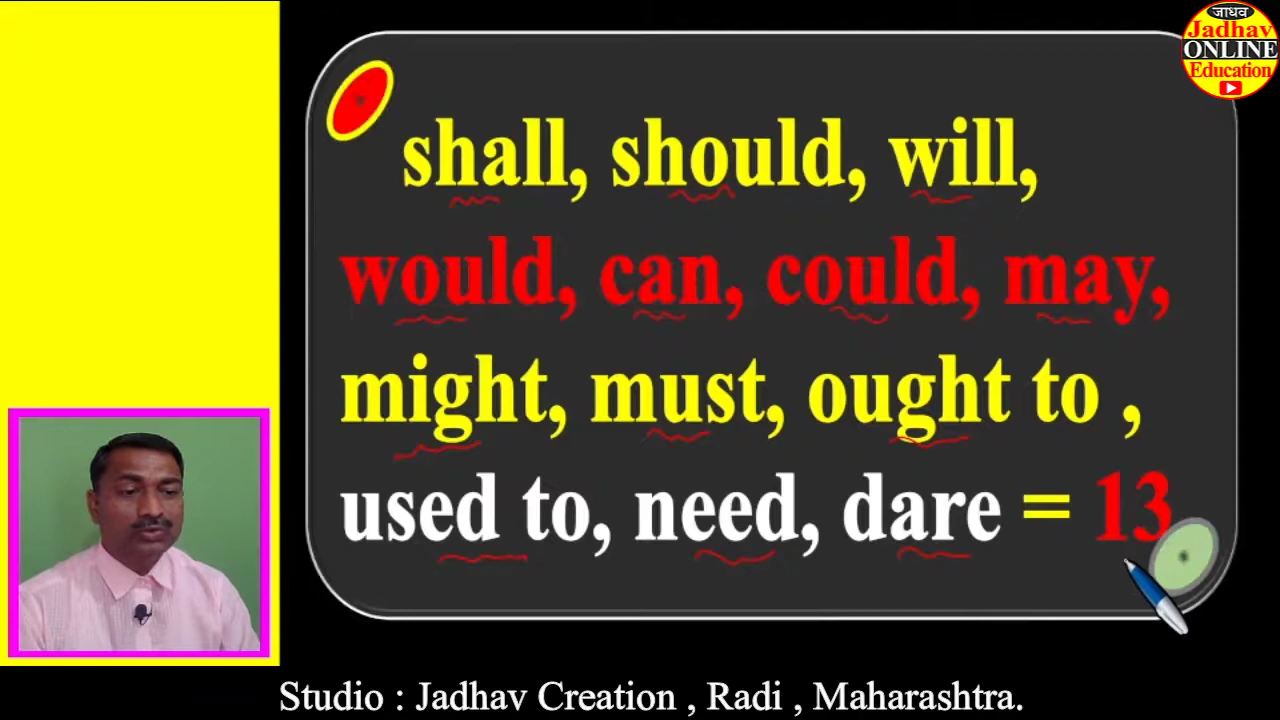 जाधव
Jadhav
ONLINE
Education
shall, should, will,
would, can, could, may,
might, must, ought to ,
used to, need, dare = 13
Studio : Jadhav Creation , Radi , Maharashtra.